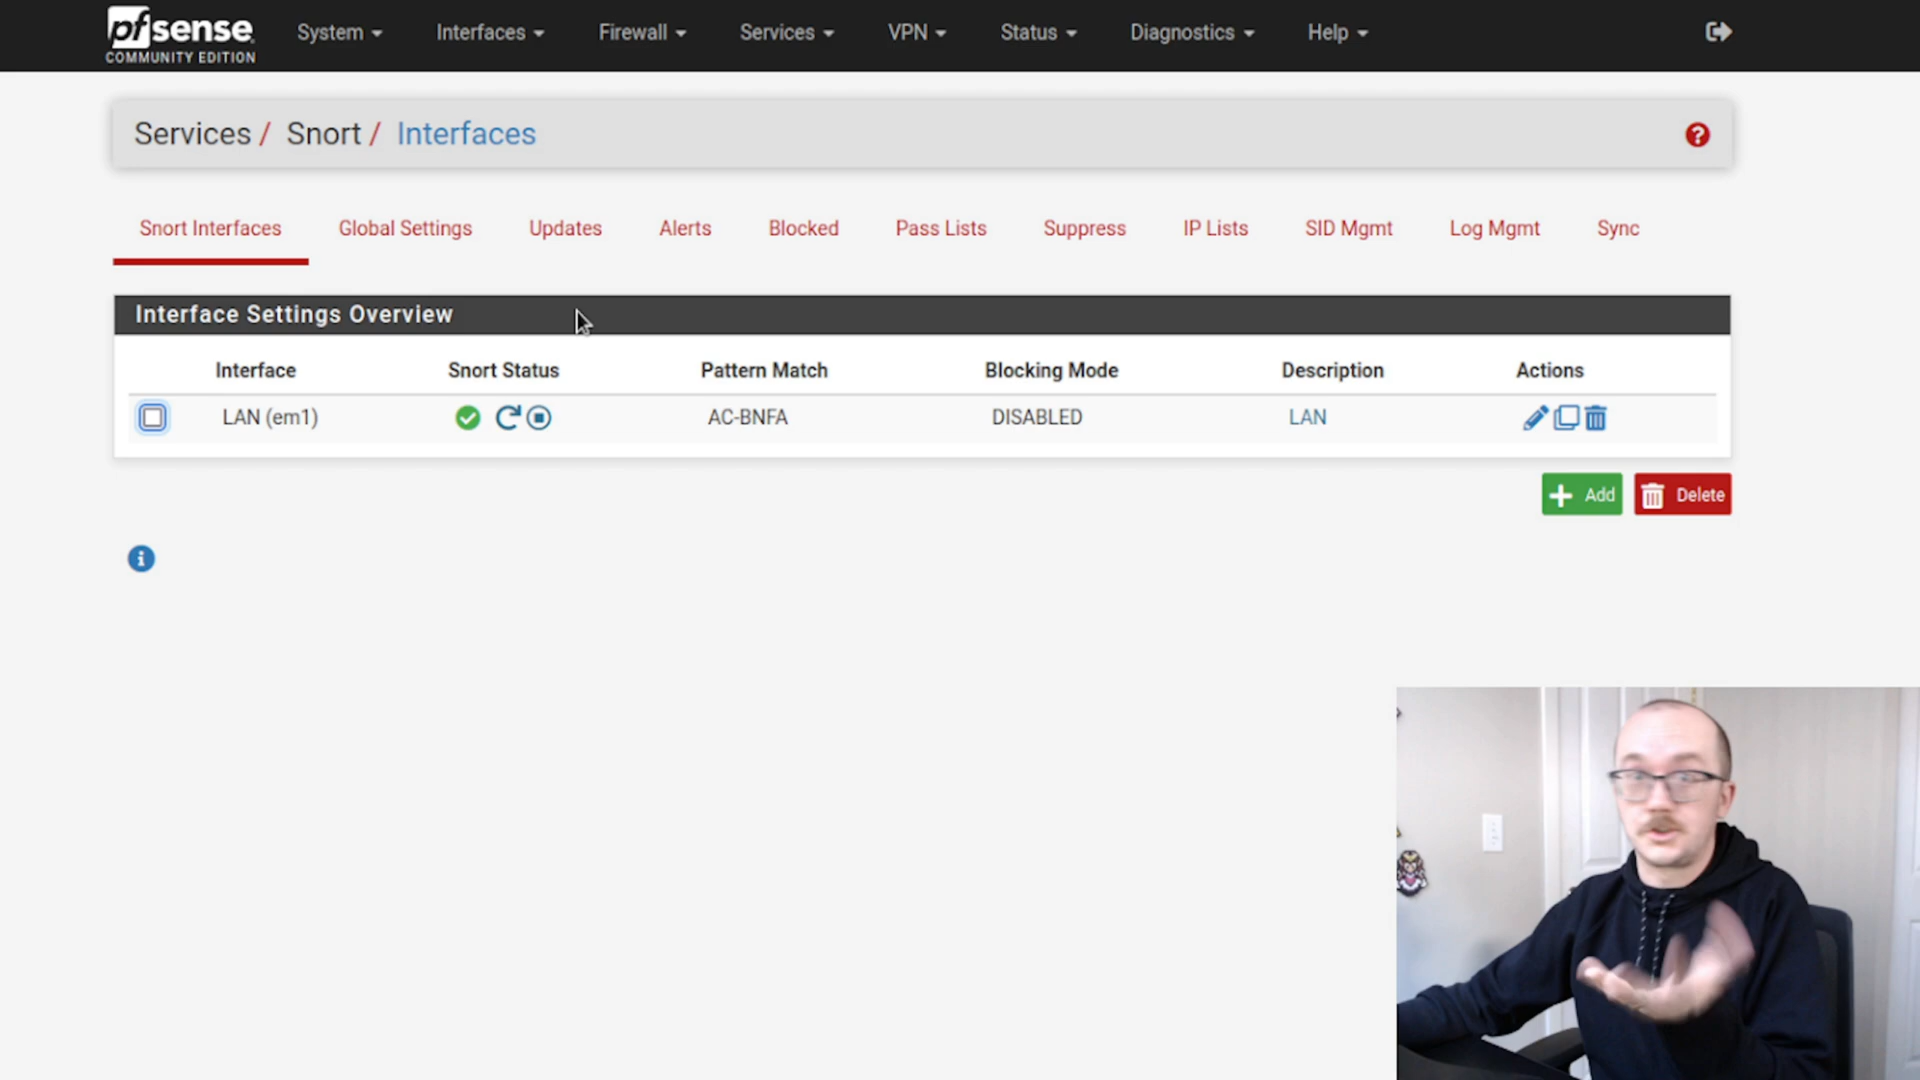 pfsense
COMMUNITY EDITION
System Interfaces Firewall Services VPN Status Diagnostics Help
Services / Snort / Interfaces
Snort Interfaces Global Settings Updates Alerts Blocked Pass Lists Suppress IP Lists SID Mgmt Log Mgmt Sync
Interface Settings Overview
Interface Snort Status Pattern Match Blocking Mode Description Actions
LAN (em1) AC-BNFA DISABLED LAN
Add Delete